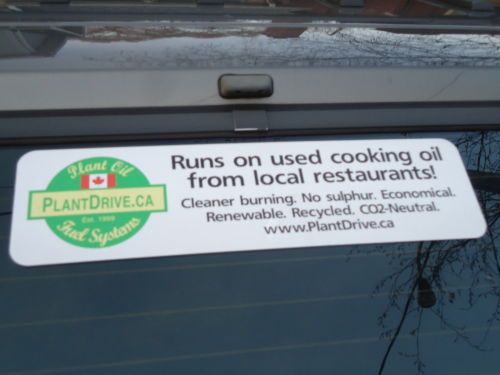 Plant Oil
PLANTDRIVE.CA
Est. 1999
Fuel Systems
Runs on used cooking oil
from local restaurants!
Cleaner burning. No sulphur. Economical.
Renewable. Recycled. CO2-Neutral.
www.PlantDrive.ca